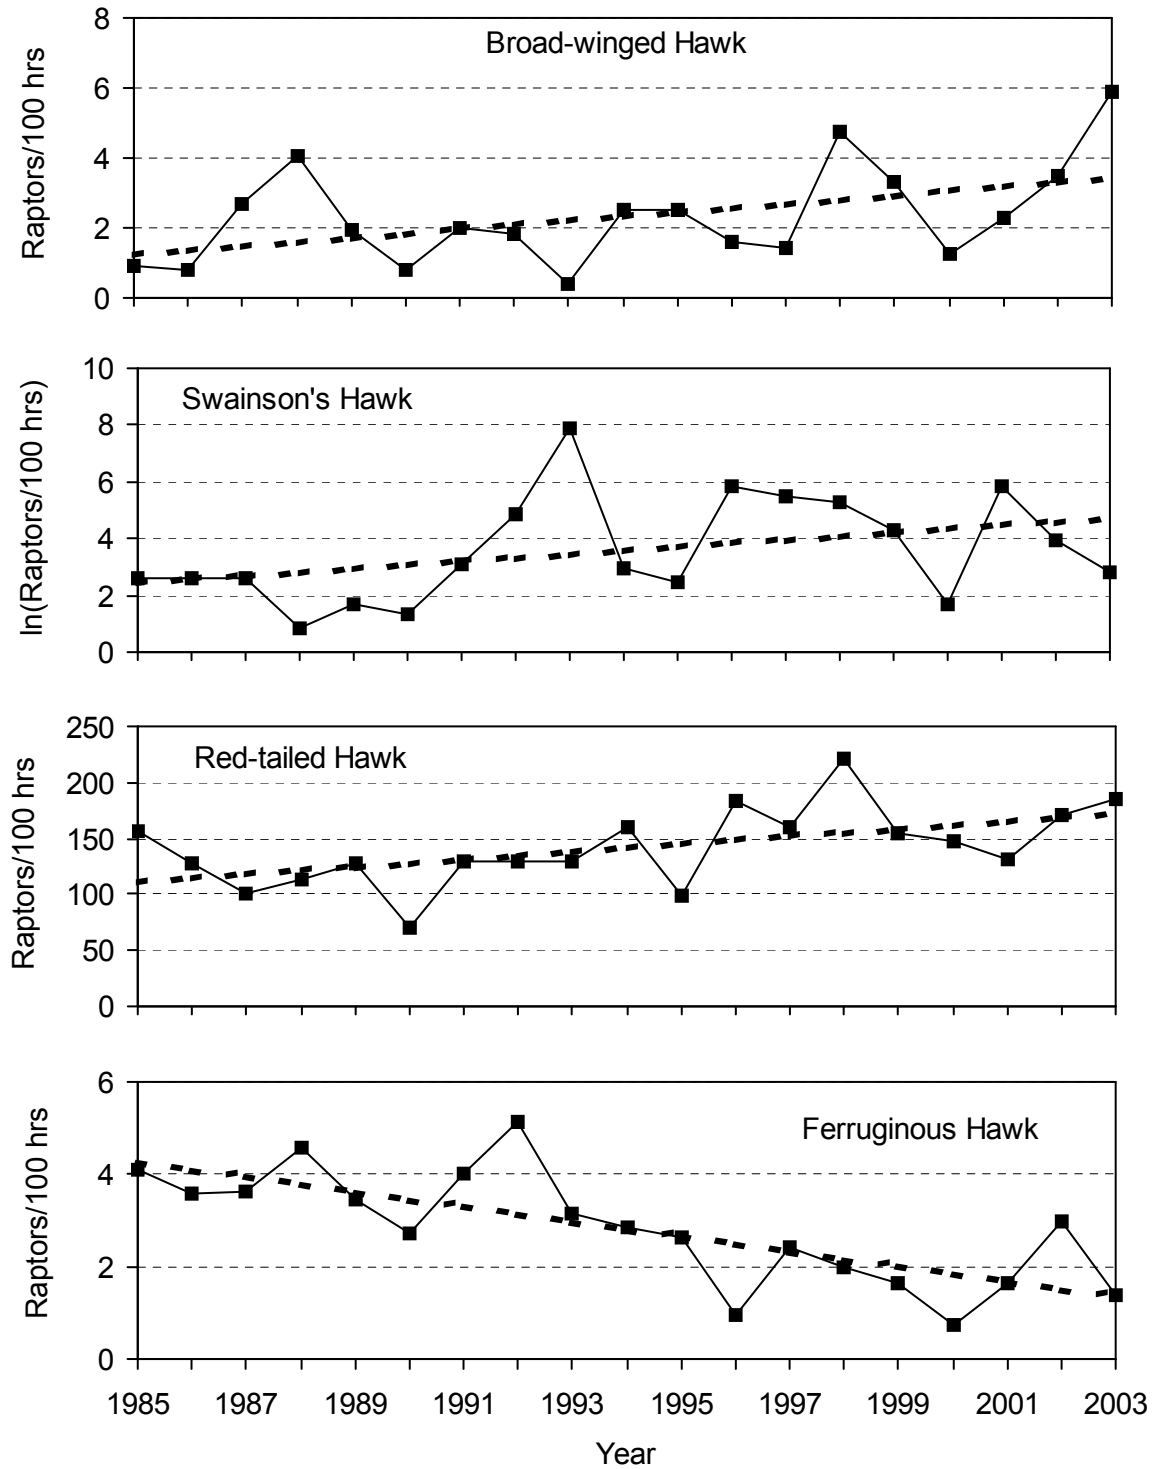 Broad-winged Hawk
Raptors/100 hrs
8
6
4
2
0
Swainson's Hawk
ln(Raptors/100 hrs)
10
8
6
4
2
0
Red-tailed Hawk
Raptors/100 hrs
250
200
150
100
50
0
Ferruginous Hawk
Raptors/100 hrs
6
4
2
0
1985 1987 1989 1991 1993 1995 1997 1999 2001 2003
Year